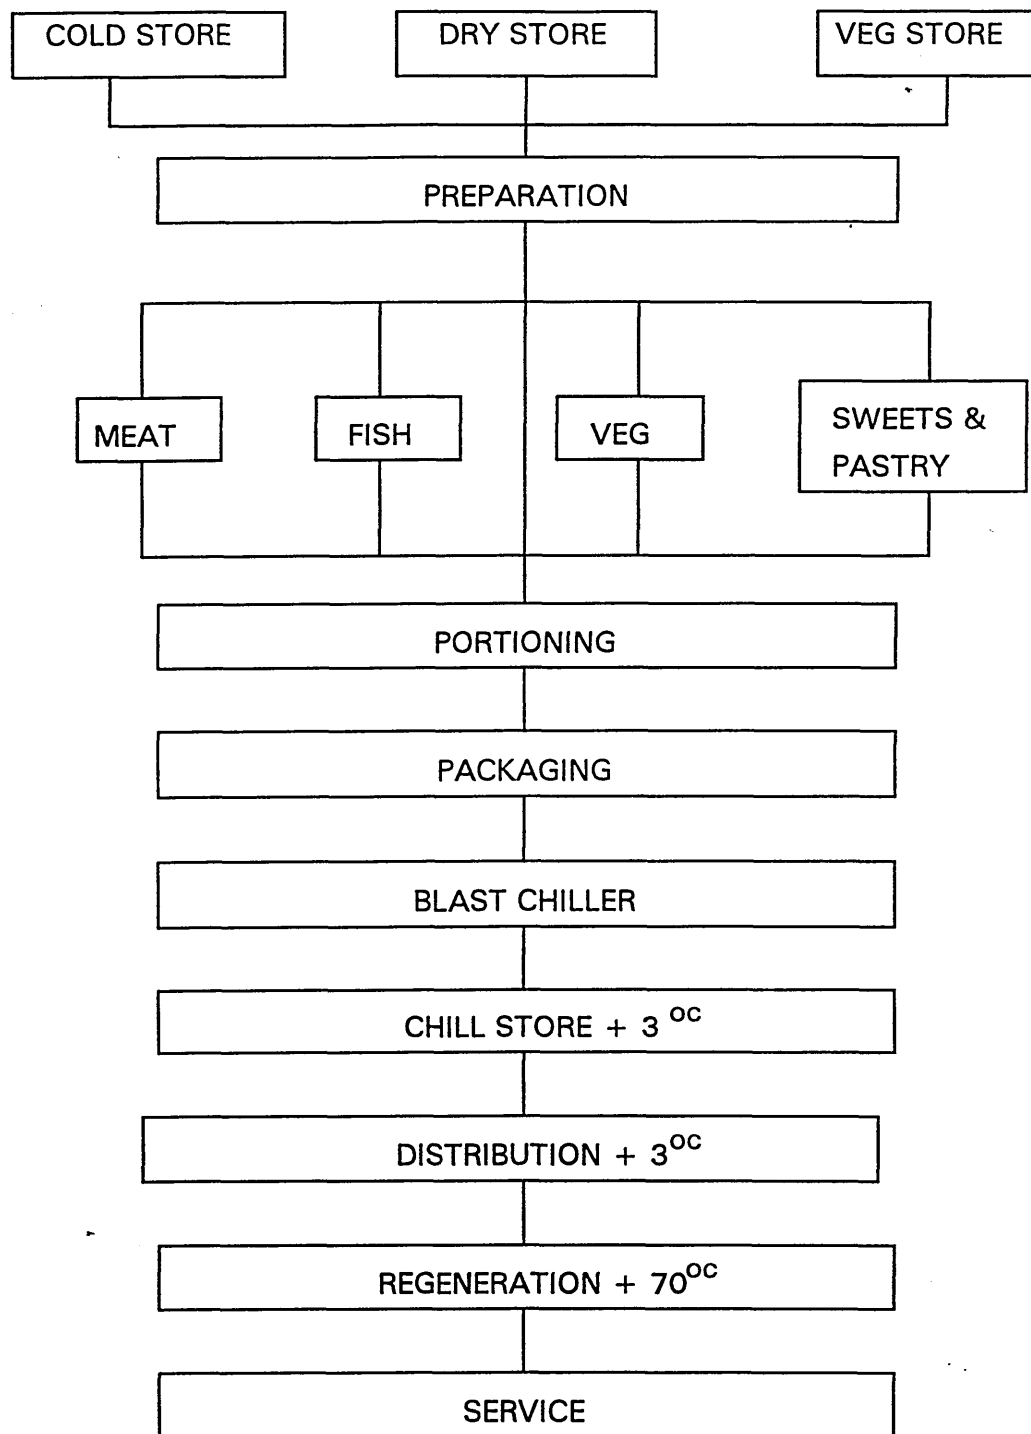 COLD STORE
DRY STORE
VEG STORE
PREPARATION
MEAT
FISH
VEG
SWEETS &
PASTRY
PORTIONING
PACKAGING
BLAST CHILLER
CHILL STORE + 3 OC
DISTRIBUTION + 3OC
REGENERATION + 70OC
SERVICE